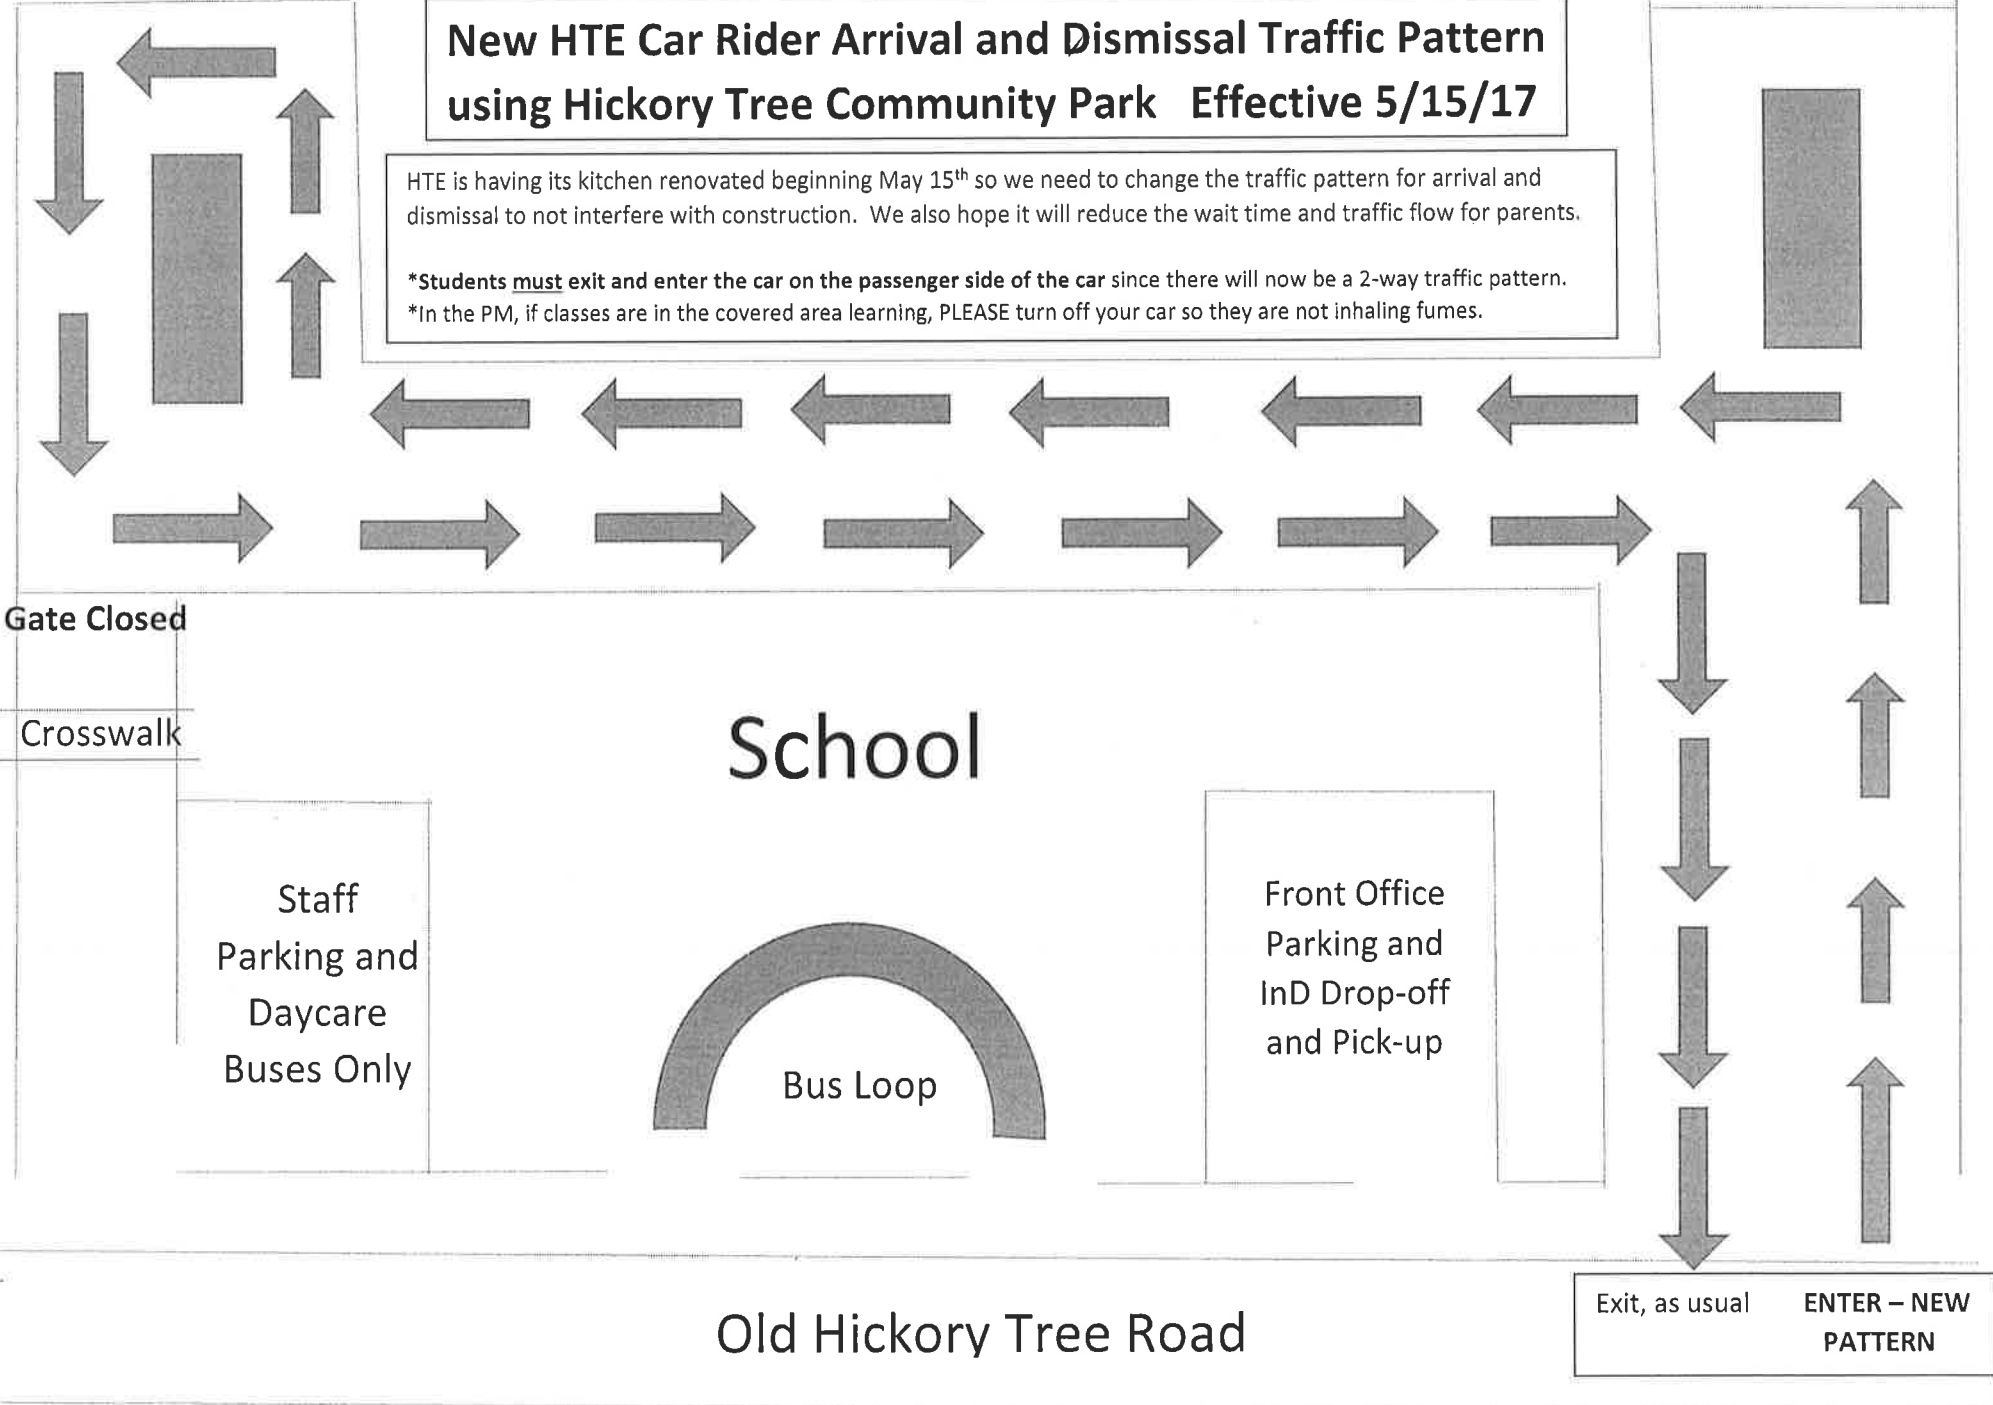 New HTE Car Rider Arrival and Dismissal Traffic Pattern
using Hickory Tree Community Park Effective 5/15/17
HTE is having its kitchen renovated beginning May 15th so we need to change the traffic pattern for arrival and
dismissal to not interfere with construction. We also hope it will reduce the wait time and traffic flow for parents.
*Students must exit and enter the car on the passenger side of the car since there will now be a 2-way traffic pattern.
*In the PM, if classes are in the covered area learning, PLEASE turn off your car so they are not inhaling fumes.
Gate Closed
Crosswalk
School
Staff
Parking and
Daycare
Buses Only
Bus Loop
Front Office
Parking and
InD Drop-off
and Pick-up
Old Hickory Tree Road
Exit, as usual
ENTER – NEW
PATTERN